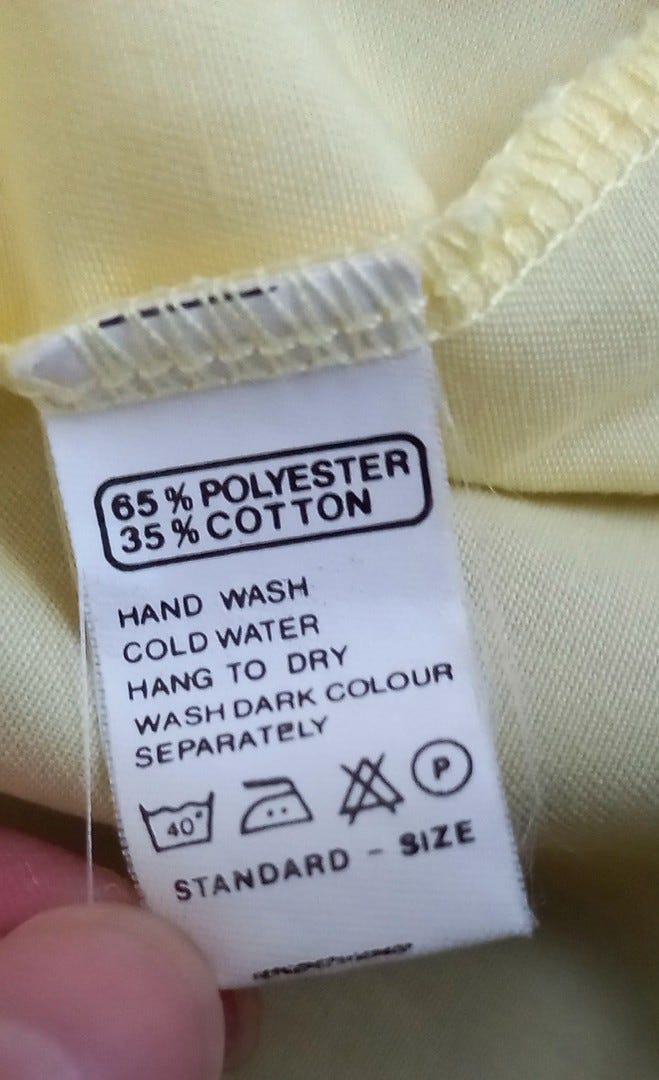 65% POLYESTER
35% COTTON
HAND WASH
COLD WATER
HANG TO DRY
WASH DARK COLOUR
SEPARATELY
40°
P
STANDARD - SIZE